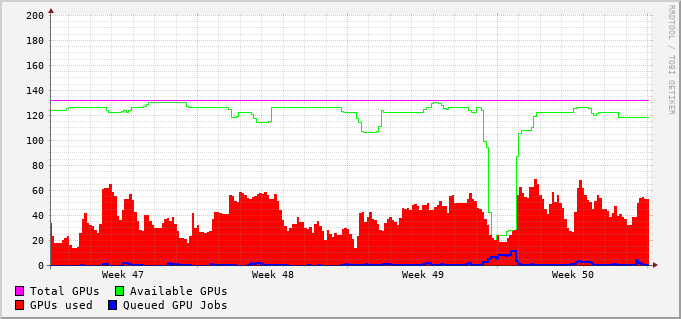 200
180
160
140
120
100
80
60
40
20
0
Week 47 Week 48 Week 49 Week 50
Total GPUs Available GPUs
GPUs used Queued GPU Jobs
RRDTOOL / TOBI OETIKER